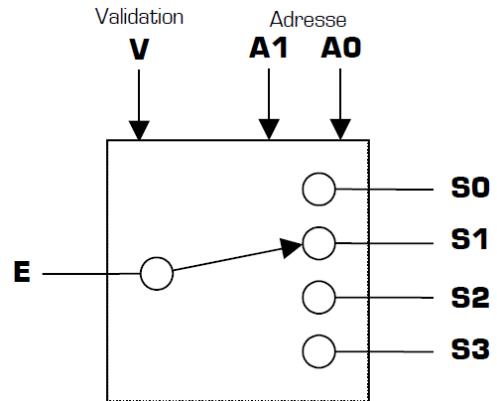 Validation Adresse
V A1 A0
S0
S1
E
S2
S3